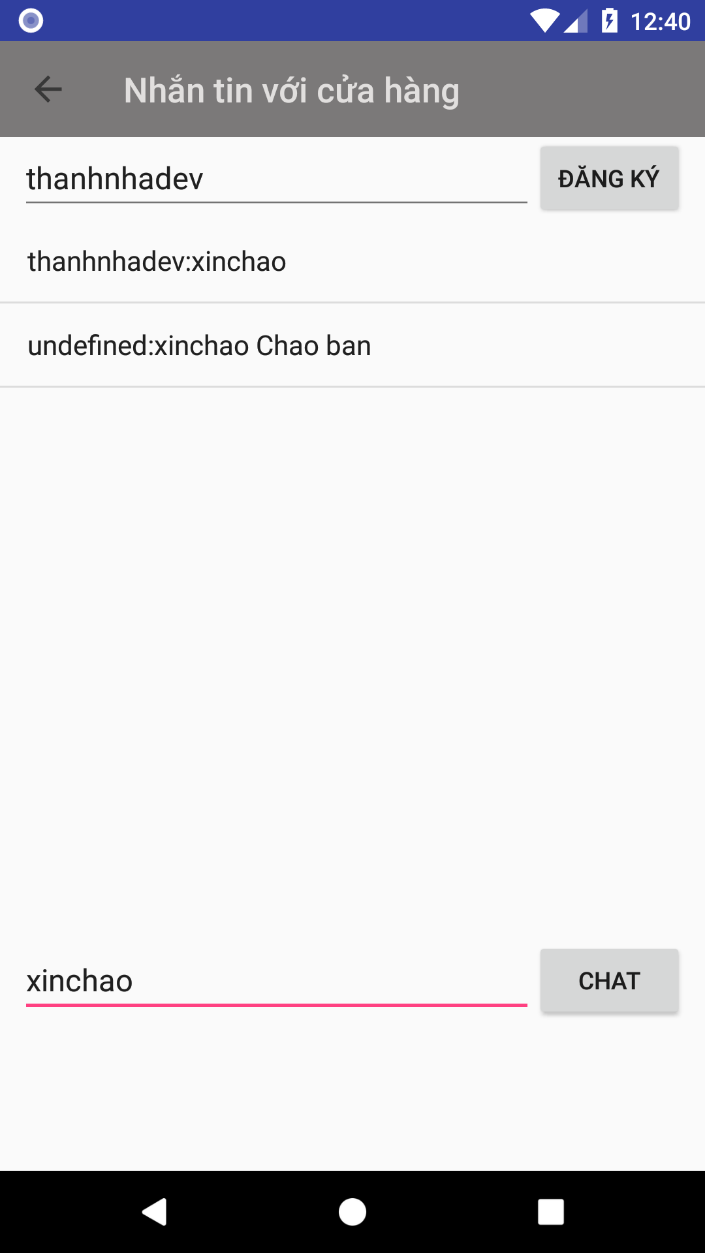 12:40
Nhắn tin với cửa hàng
thanhnhadev ĐĂNG KÝ
thanhnhadev:xinchao
undefined:xinchao Chao ban
xinchao CHAT